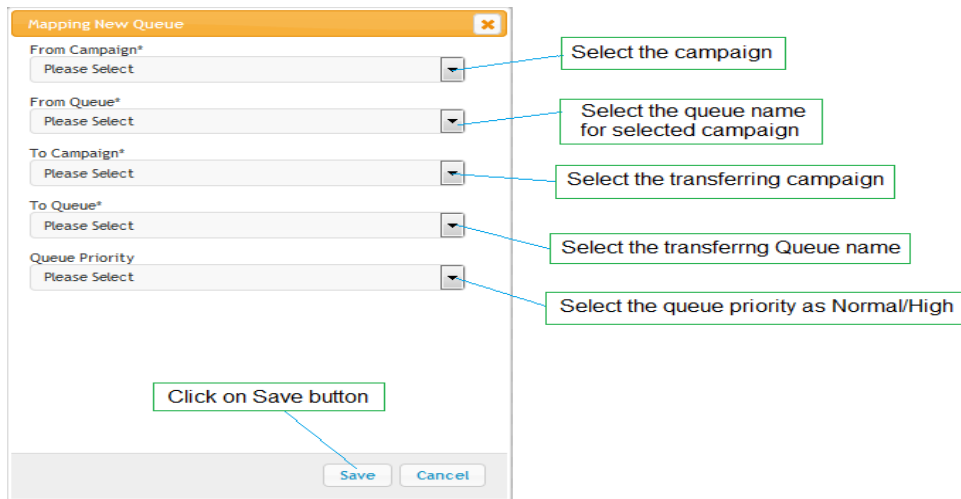 Mapping New Queue
From Campaign*
Please Select
Select the campaign
From Queue*
Please Select
Select the queue name
for selected campaign
To Campaign*
Please Select
Select the transferring campaign
To Queue*
Please Select
Select the transferrng Queue name
Queue Priority
Please Select
Select the queue priority as Normal/High
Click on Save button
Save
Cancel